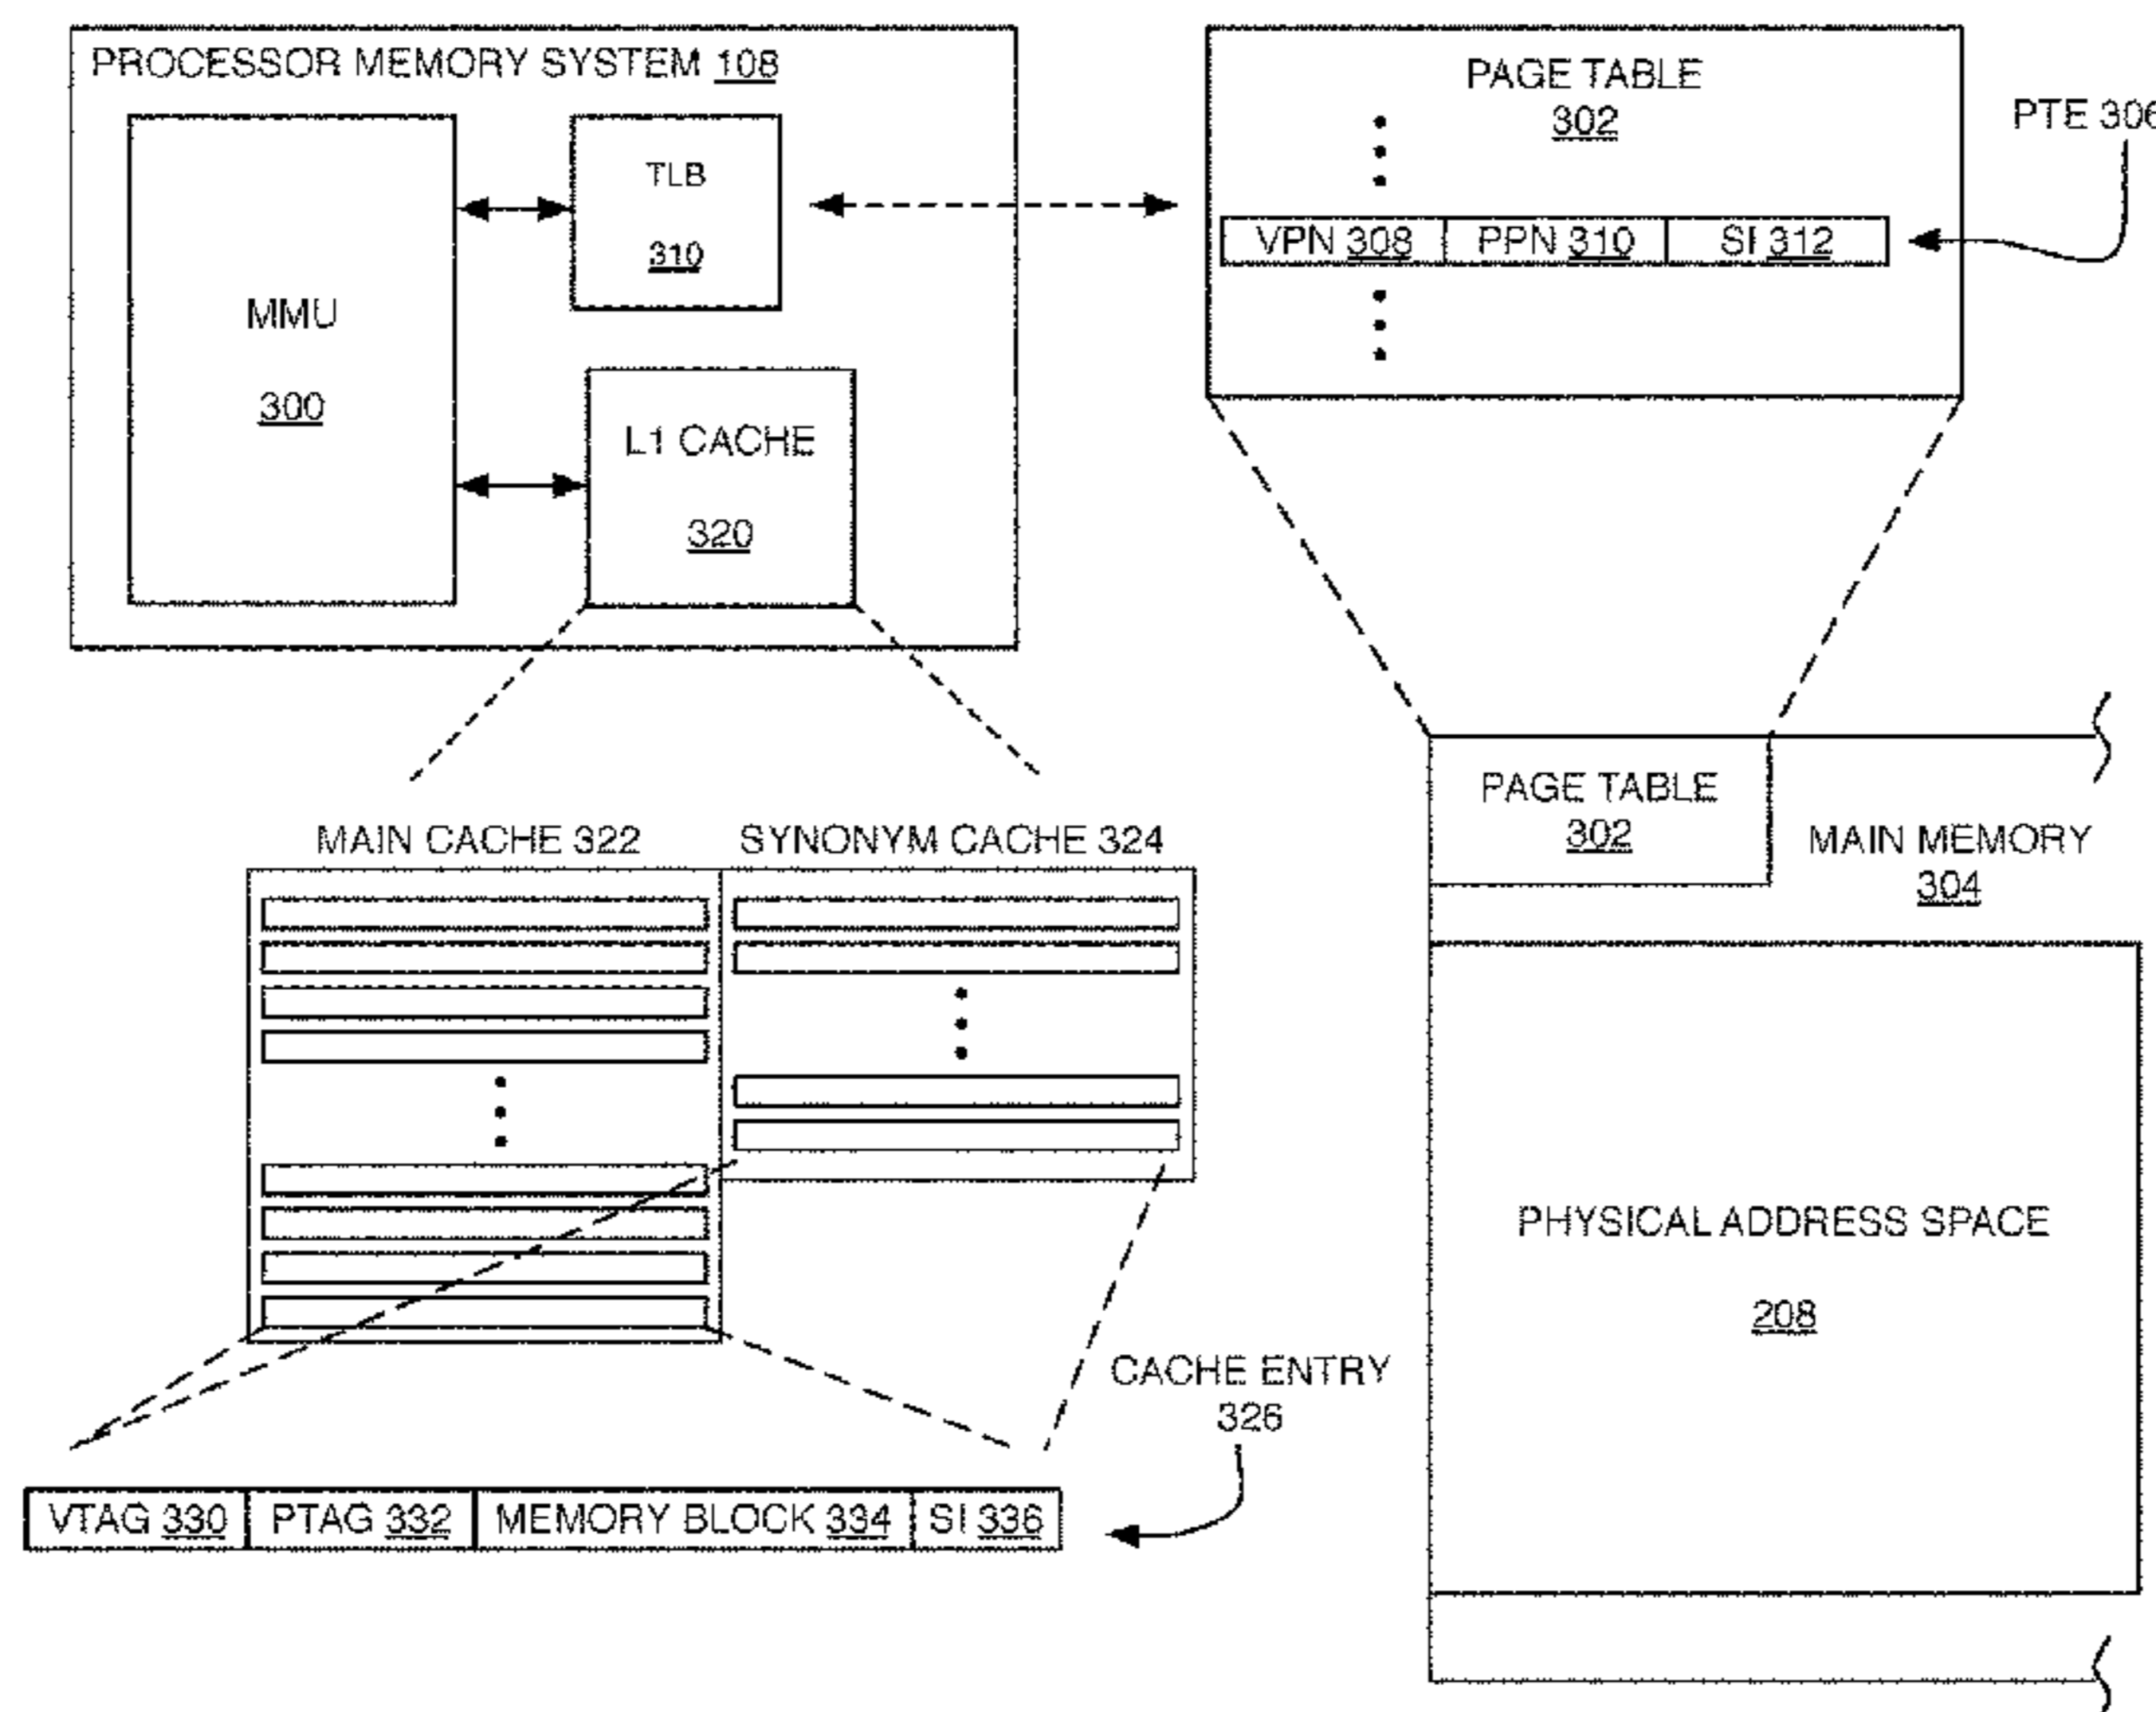 PROCESSOR MEMORY SYSTEM 108
MMU
300
TLB
310
L1 CACHE
320
PAGE TABLE
302
PTE 306
VPN 308 PPN 310 SI 312
MAIN CACHE 322 SYNONYM CACHE 324
PAGE TABLE
302
MAIN MEMORY
304
PHYSICAL ADDRESS SPACE
208
CACHE ENTRY
326
VTAG 330 PTAG 332 MEMORY BLOCK 334 SI 336